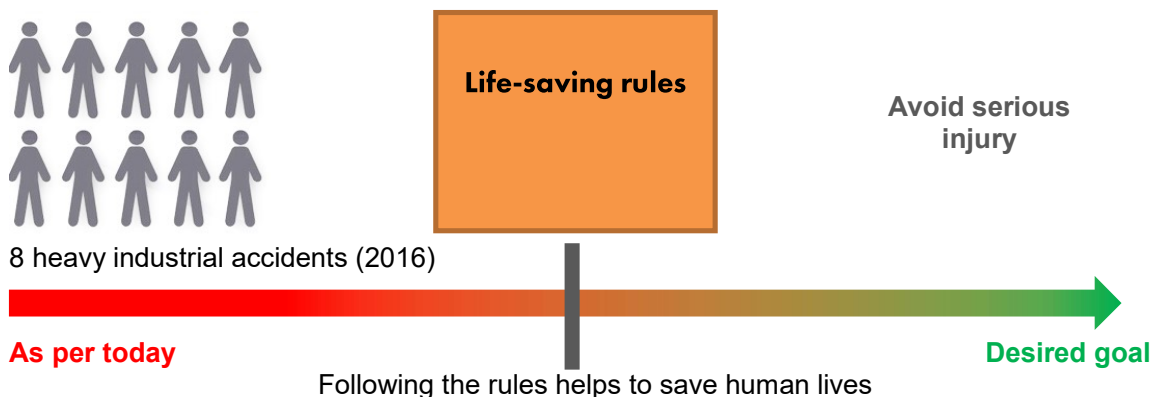 Life-saving rules
Avoid serious
injury
8 heavy industrial accidents (2016)
As per today
Desired goal
Following the rules helps to save human lives